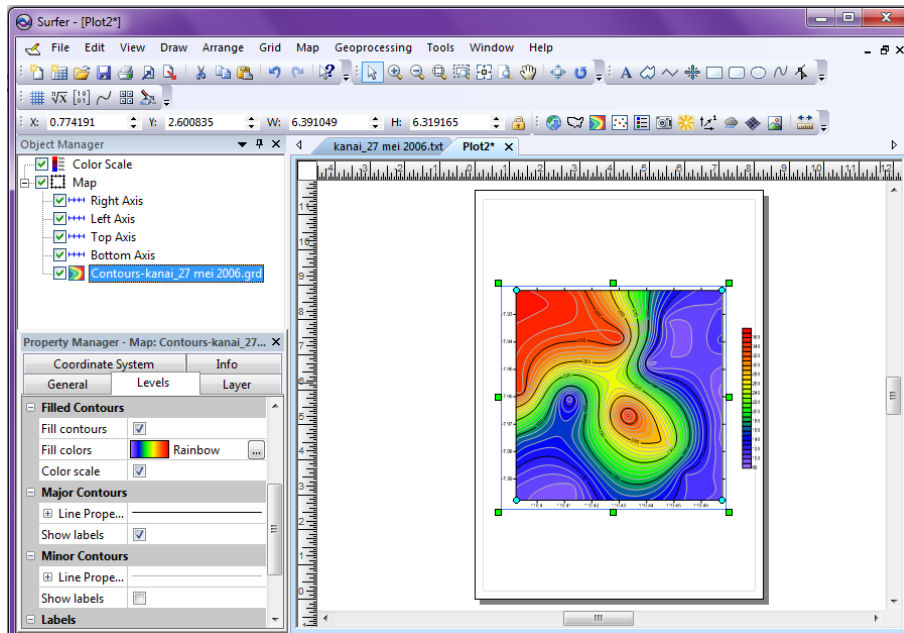 Surfer - [Plot2*]
File Edit View Draw Arrange Grid Map Geoprocessing Tools Window Help
X: 0.774191 Y: 2.600835 W: 6.391049 H: 6.319165
Object Manager
kanai_27 mei 2006.txt Plot2*
Color Scale
Map
Right Axis
Left Axis
Top Axis
Bottom Axis
Contours-kanai_27 mei 2006.grd
Property Manager - Map: Contours-kanai_27...
Coordinate System Info
General Levels Layer
Filled Contours
Fill contours
Fill colors Rainbow ...
Color scale
Major Contours
Line Prope...
Show labels
Minor Contours
Line Prope...
Show labels
Labels